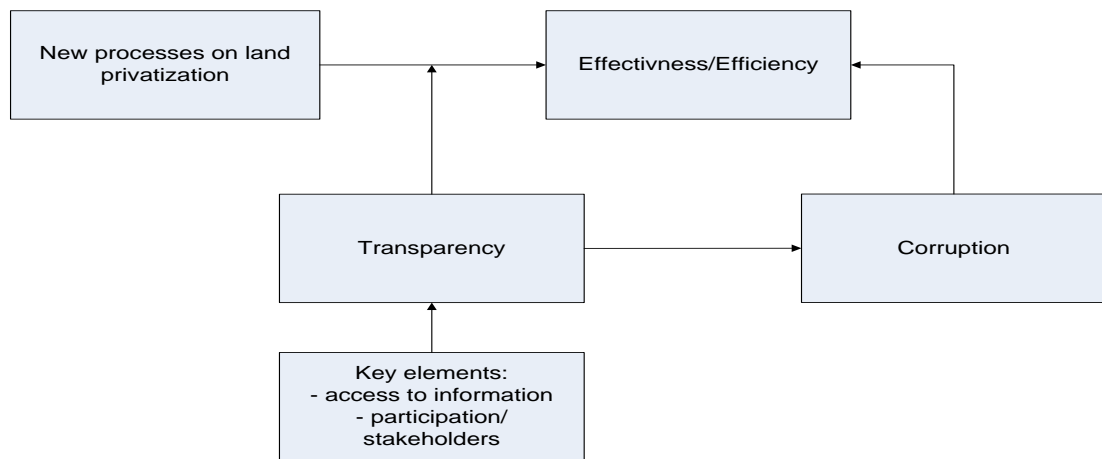 New processes on land
privatization
Effectivness/Efficiency
Transparency
Corruption
Key elements:
- access to information
- participation/
stakeholders